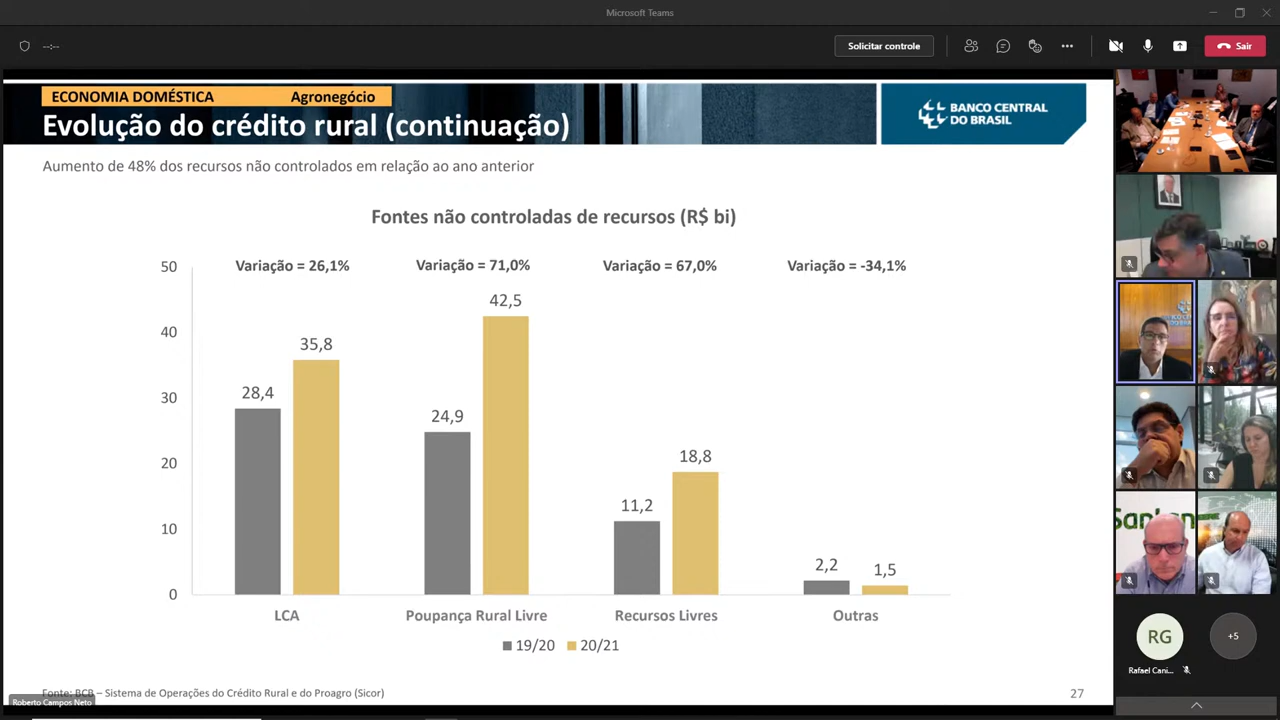 Microsoft Teams
--:--
Solicitar controle
Sair
ECONOMIA DOMÉSTICA Agronegócio
Evolução do crédito rural (continuação)
BANCO CENTRAL
DO BRASIL
Aumento de 48% dos recursos não controlados em relação ao ano anterior
Fontes não controladas de recursos (R$ bi)
Variação = 26,1% Variação = 71,0% Variação = 67,0% Variação = -34,1%
50
40
30
20
10
0
28,4
35,8
24,9
42,5
11,2
18,8
2,2
1,5
LCA Poupança Rural Livre Recursos Livres Outras
19/20 20/21
Fonte: BCB – Sistema de Operações do Crédito Rural e do Proagro (Sicor)
27
Roberto Campos Neto
RG
Rafael Cani...
+5